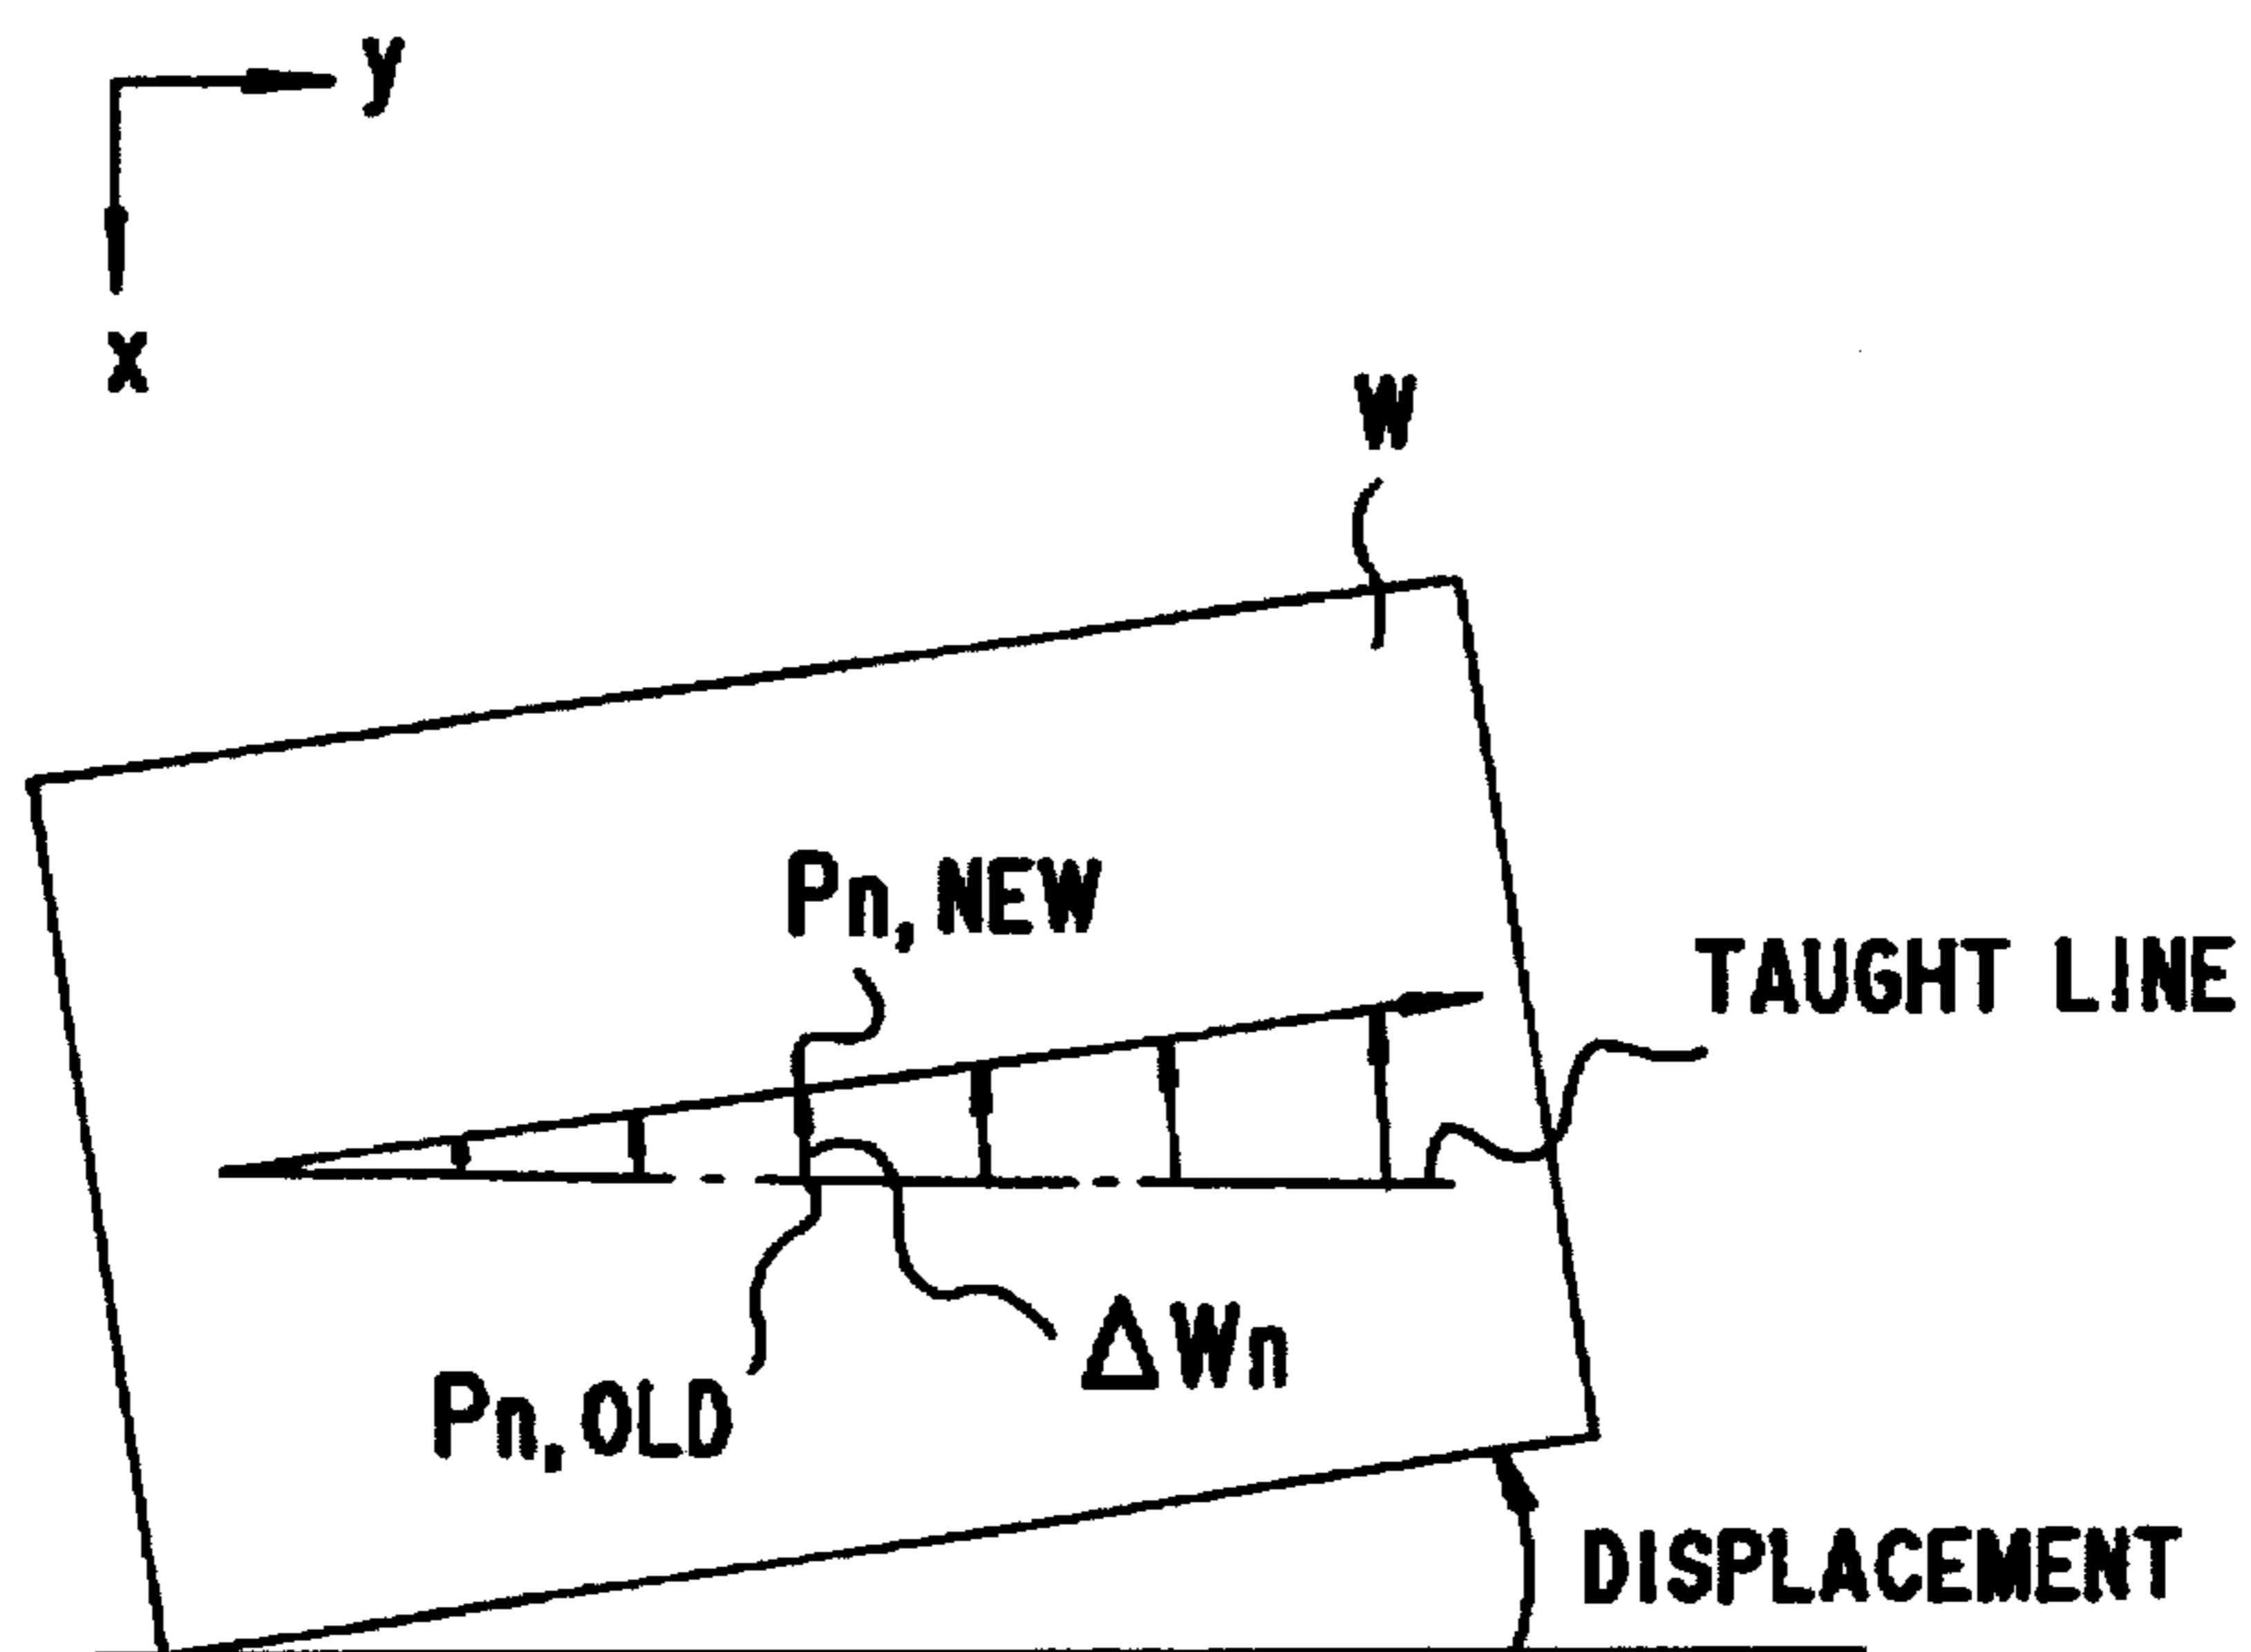 y
x
W
Pn, NEW
TAUGHT LINE
ΔWn
Pn, OLD
DISPLACEMENT